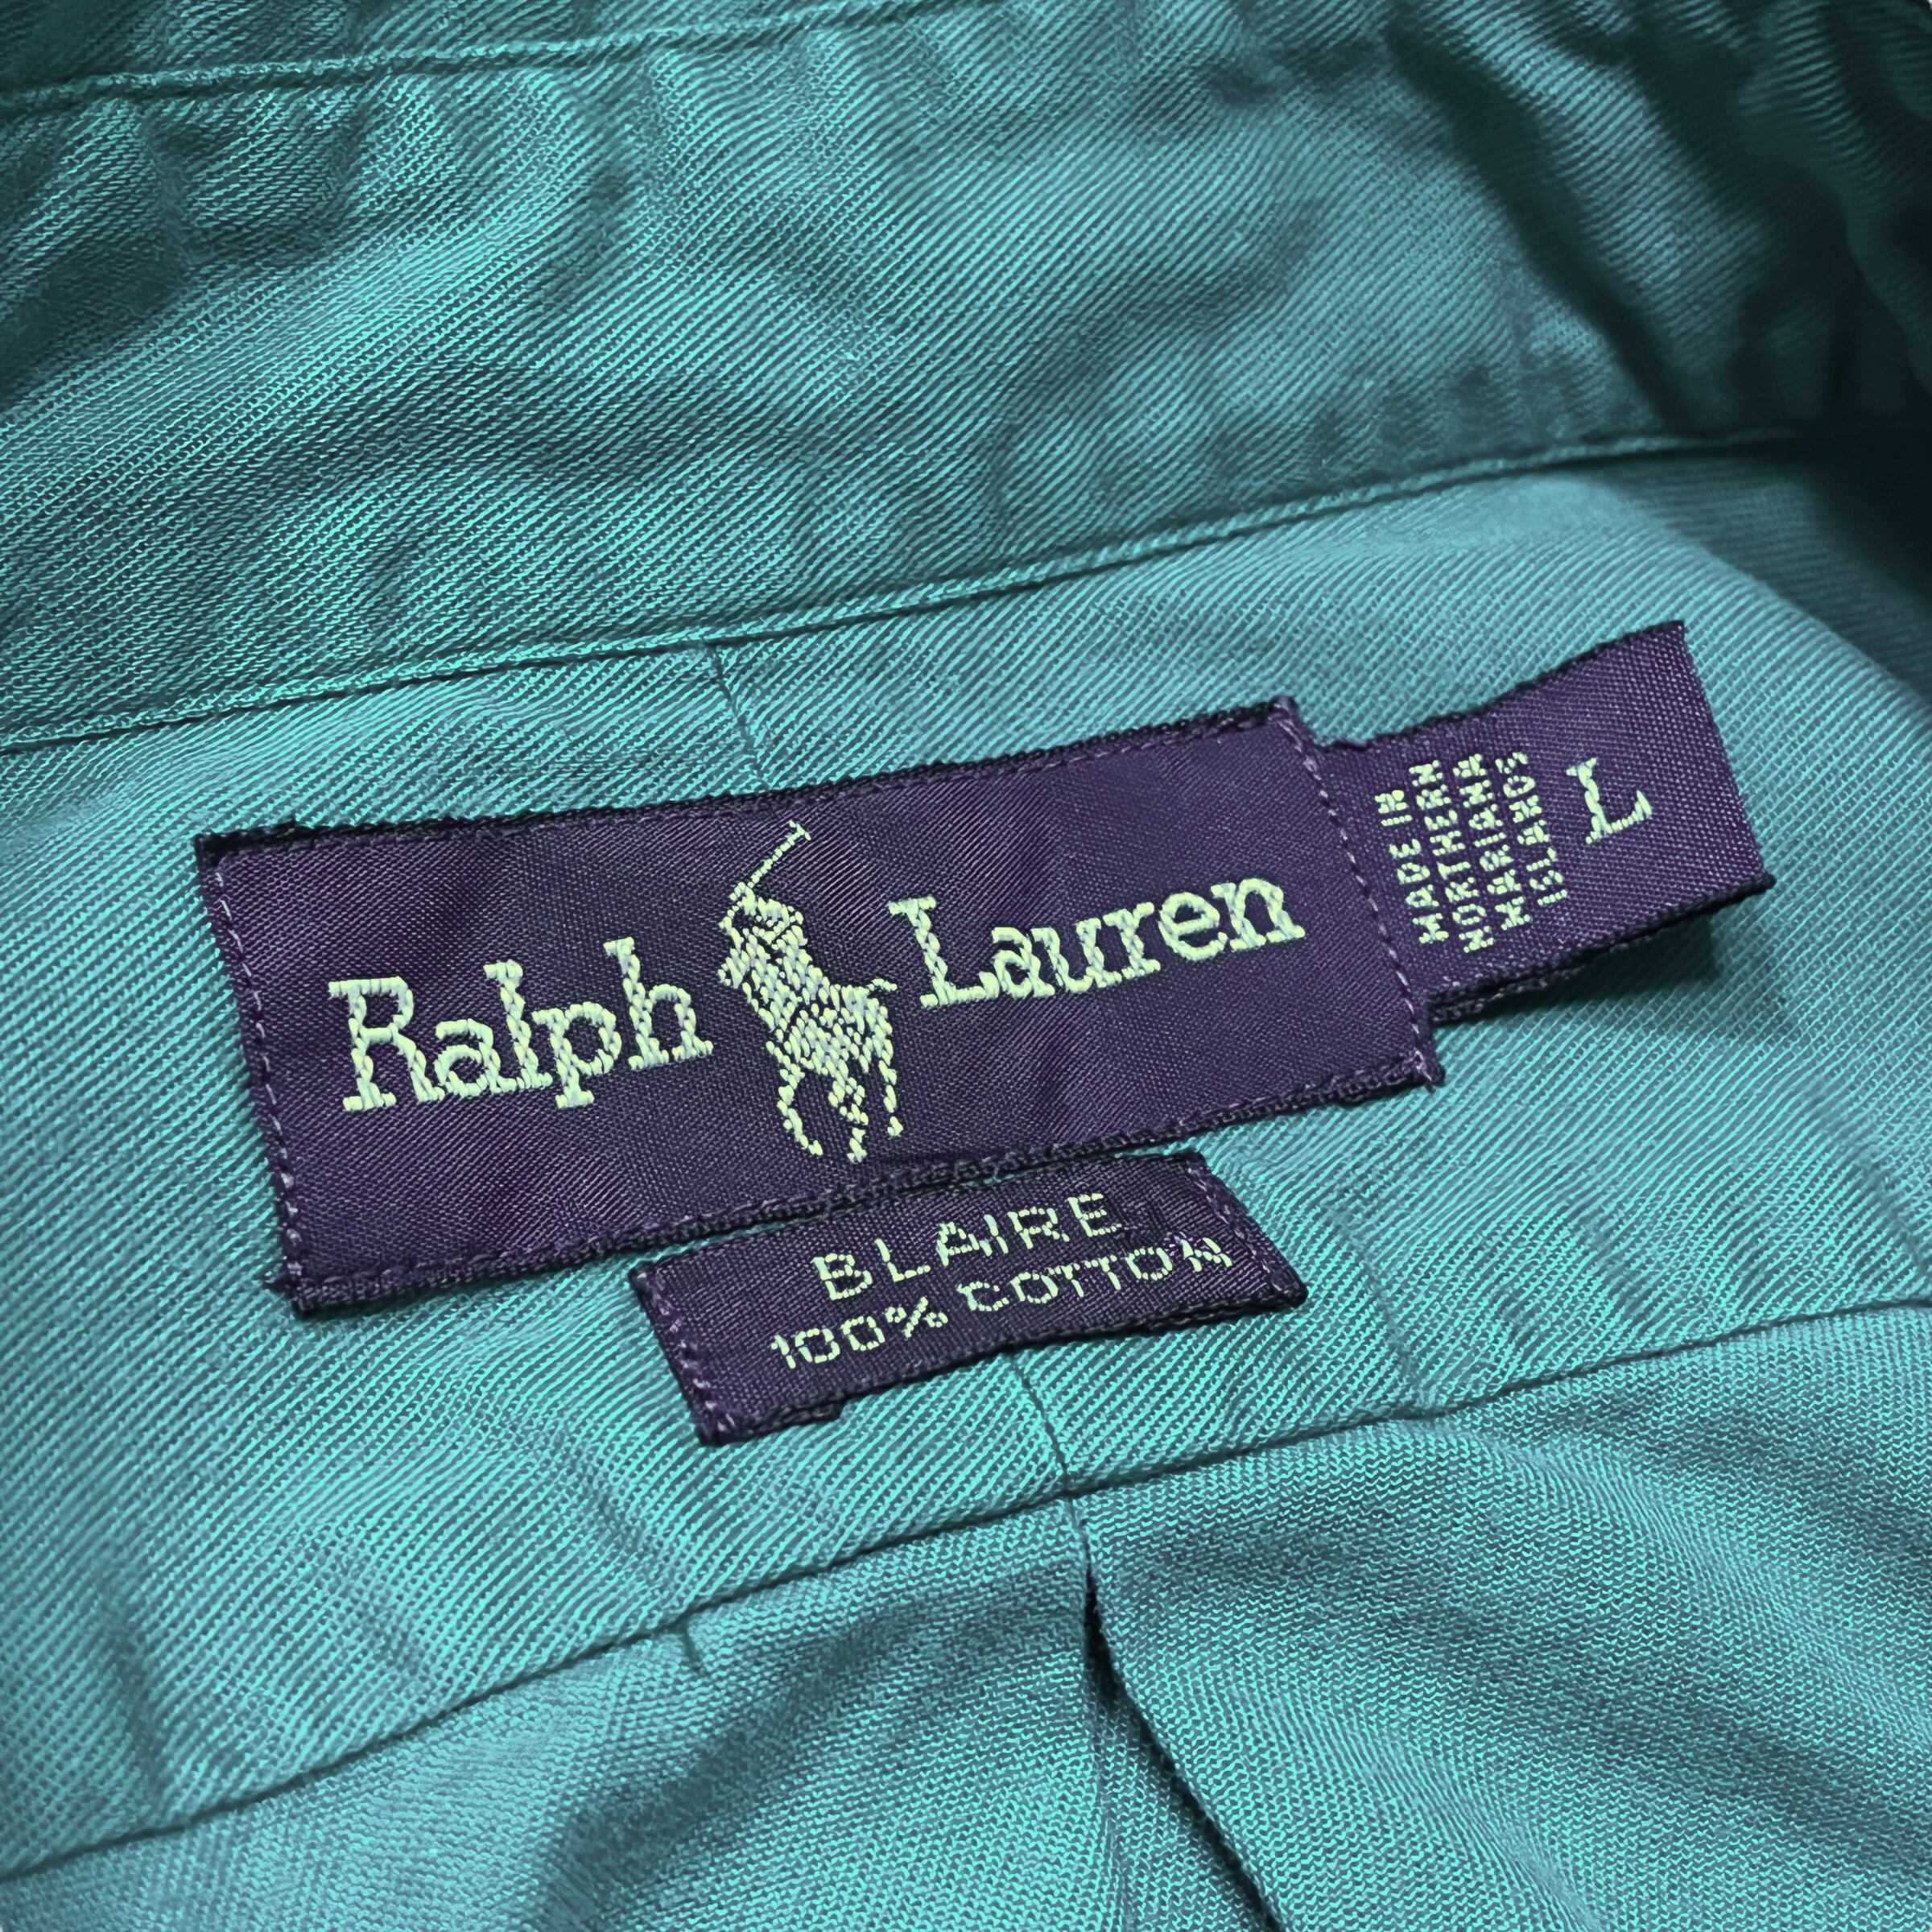 Ralph Lauren
MADE IN
NORTHERN
MARIANA
ISLANDS
L
BLAIRE
100% COTTON